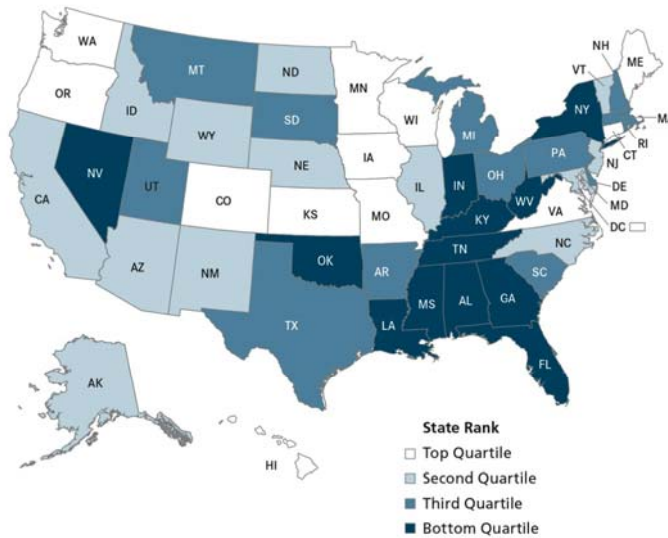 WA
MT
ND
MN
OR
ID
SD
WI
MI
NH
VT
ME
NY
MA
RI
CT
WY
NE
IA
PA
NJ
NV
UT
CO
KS
MO
IL
IN
OH
WV
VA
DE
MD
DC
CA
AZ
NM
OK
AR
KY
TN
NC
SC
TX
LA
MS
AL
GA
FL
AK
HI
State Rank
Top Quartile
Second Quartile
Third Quartile
Bottom Quartile